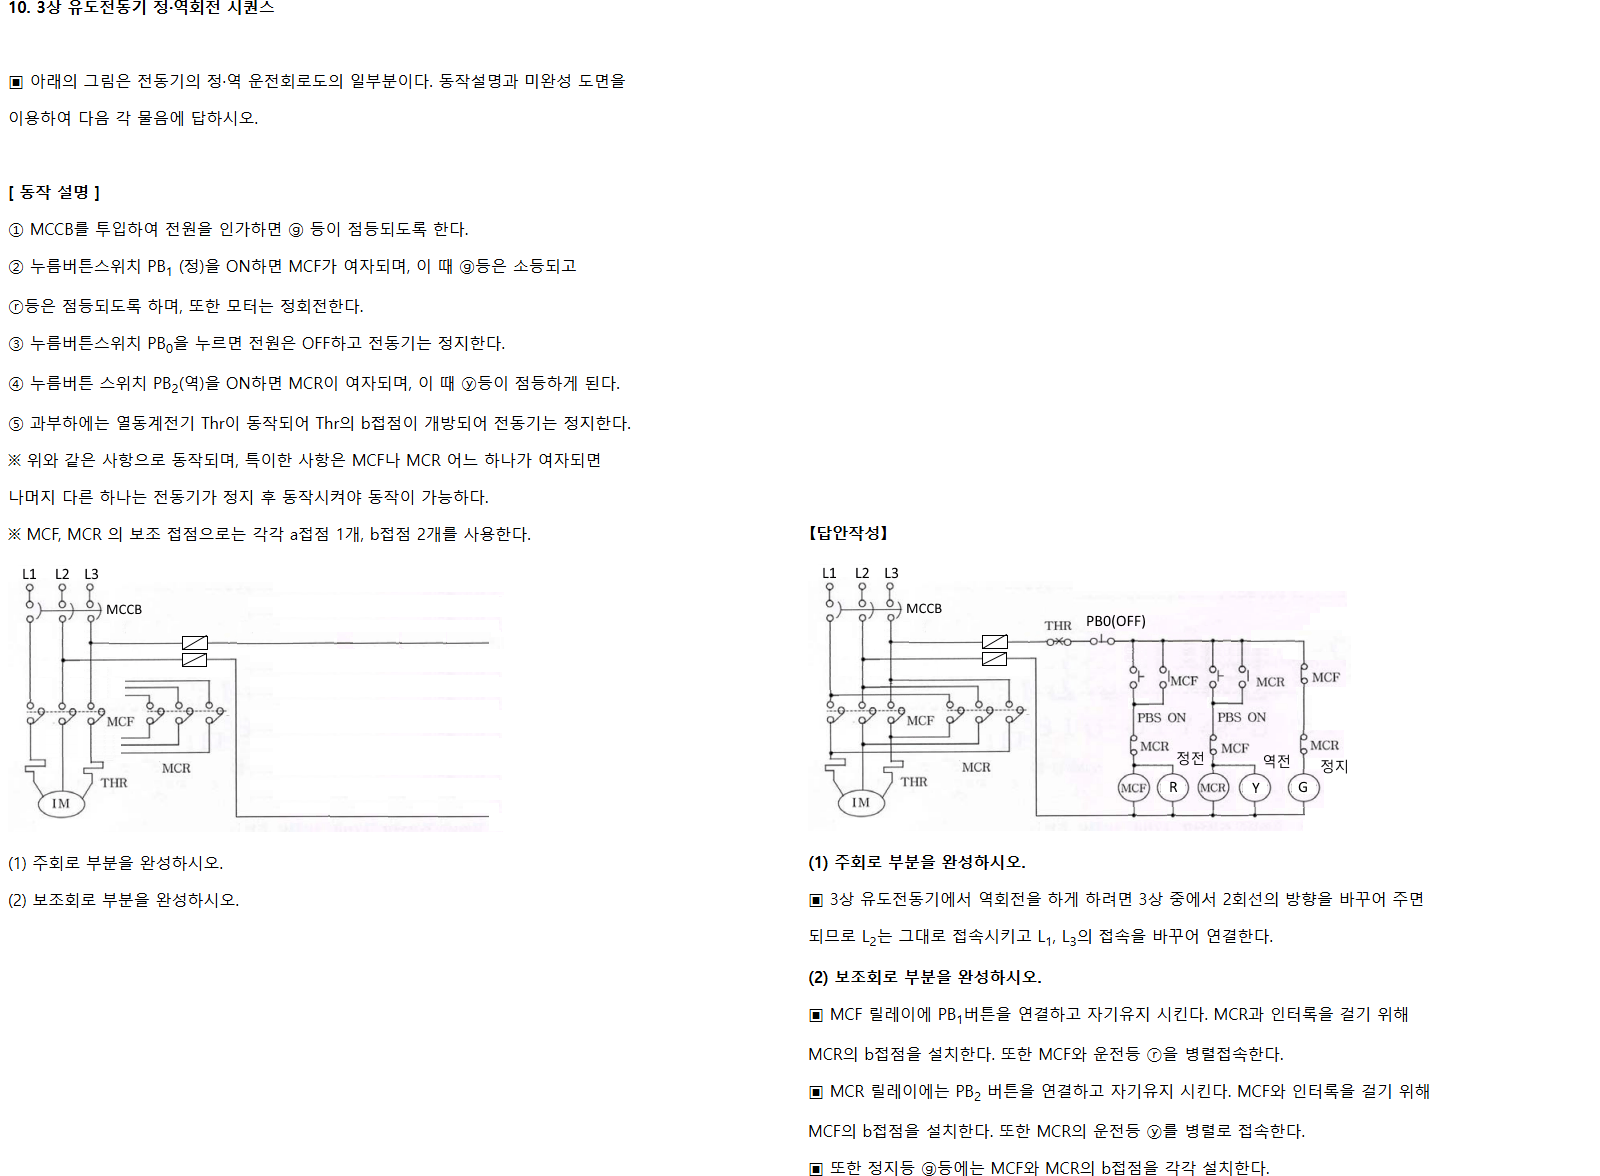 10. 3상 유도전동기 정·역회전 시퀀스
▣ 아래의 그림은 전동기의 정·역 운전회로도의 일부분이다. 동작설명과 미완성 도면을
이용하여 다음 각 물음에 답하시오.
[ 동작 설명 ]
① MCCB를 투입하여 전원을 인가하면 ⓖ 등이 점등되도록 한다.
② 누름버튼스위치 PB₁ (정)을 ON하면 MCF가 여자되며, 이 때 ⓖ등은 소등되고
ⓡ등은 점등되도록 하며, 또한 모터는 정회전한다.
③ 누름버튼스위치 PB₀을 누르면 전원은 OFF하고 전동기는 정지한다.
④ 누름버튼 스위치 PB₂(역)을 ON하면 MCR이 여자되며, 이 때 ⓨ등이 점등하게 된다.
⑤ 과부하에는 열동계전기 Thr이 동작되어 Thr의 b접점이 개방되어 전동기는 정지한다.
※ 위와 같은 사항으로 동작되며, 특이한 사항은 MCF나 MCR 어느 하나가 여자되면
나머지 다른 하나는 전동기가 정지 후 동작시켜야 동작이 가능하다.
※ MCF, MCR 의 보조 접점으로는 각각 a접점 1개, b접점 2개를 사용한다.
L1 L2 L3
MCCB
MCF
MCR
THR
IM
(1) 주회로 부분을 완성하시오.
(2) 보조회로 부분을 완성하시오.
【답안작성】
L1 L2 L3
MCCB
THR PB0(OFF)
MCF MCR MCF
MCF
PBS ON PBS ON
MCR MCF MCR
정전 역전 정지
MCR
THR
IM
MCF R MCR Y G
(1) 주회로 부분을 완성하시오.
▣ 3상 유도전동기에서 역회전을 하게 하려면 3상 중에서 2회선의 방향을 바꾸어 주면
되므로 L₂는 그대로 접속시키고 L₁, L₃의 접속을 바꾸어 연결한다.
(2) 보조회로 부분을 완성하시오.
▣ MCF 릴레이에 PB₁버튼을 연결하고 자기유지 시킨다. MCR과 인터록을 걸기 위해
MCR의 b접점을 설치한다. 또한 MCF와 운전등 ⓡ을 병렬접속한다.
▣ MCR 릴레이에는 PB₂ 버튼을 연결하고 자기유지 시킨다. MCF와 인터록을 걸기 위해
MCF의 b접점을 설치한다. 또한 MCR의 운전등 ⓨ를 병렬로 접속한다.
▣ 또한 정지등 ⓖ등에는 MCF와 MCR의 b접점을 각각 설치한다.